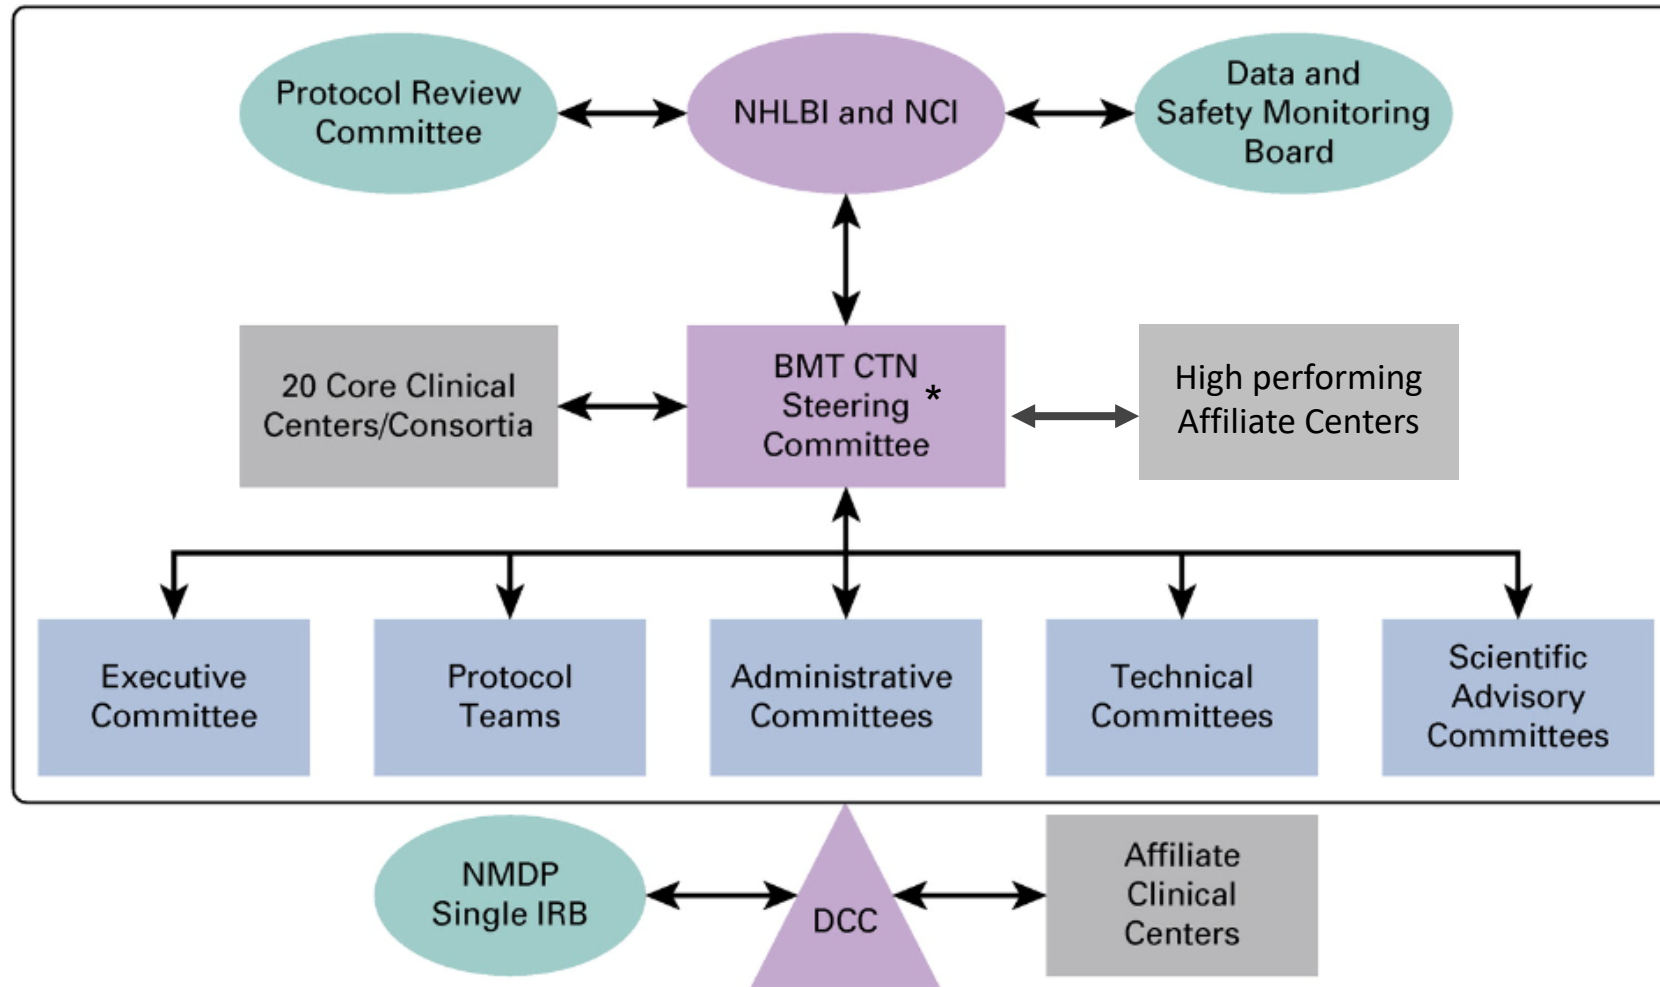 Protocol Review
Committee
NHLBI and NCI
Data and
Safety Monitoring
Board
20 Core Clinical
Centers/Consortia
BMT CTN
Steering *
Committee
High performing
Affiliate Centers
Executive
Committee
Protocol
Teams
Administrative
Committees
Technical
Committees
Scientific
Advisory
Committees
NMDP
Single IRB
DCC
Affiliate
Clinical
Centers